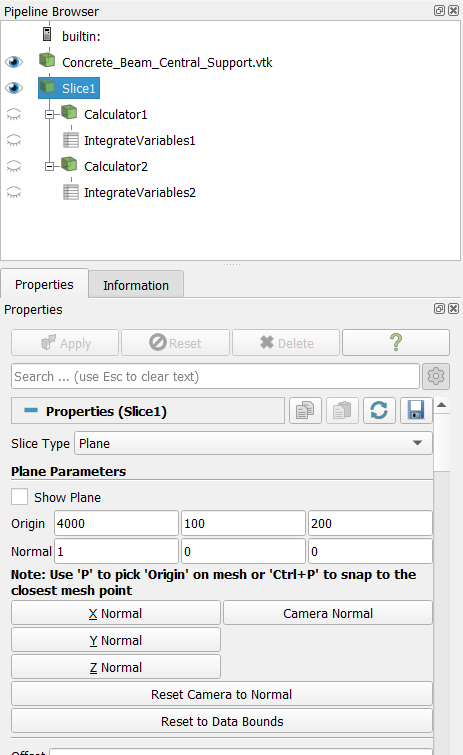 Pipeline Browser
builtin:
Concrete_Beam_Central_Support.vtk
Slice1
Calculator1
IntegrateVariables1
Calculator2
IntegrateVariables2
Properties Information
Properties
Apply Reset Delete ?
Search ... (use Esc to clear text)
Properties (Slice1)
Slice Type Plane
Plane Parameters
Show Plane
Origin 4000 100 200
Normal 1 0 0
Note: Use 'P' to pick 'Origin' on mesh or 'Ctrl+P' to snap to the
closest mesh point
X Normal Camera Normal
Y Normal
Z Normal
Reset Camera to Normal
Reset to Data Bounds